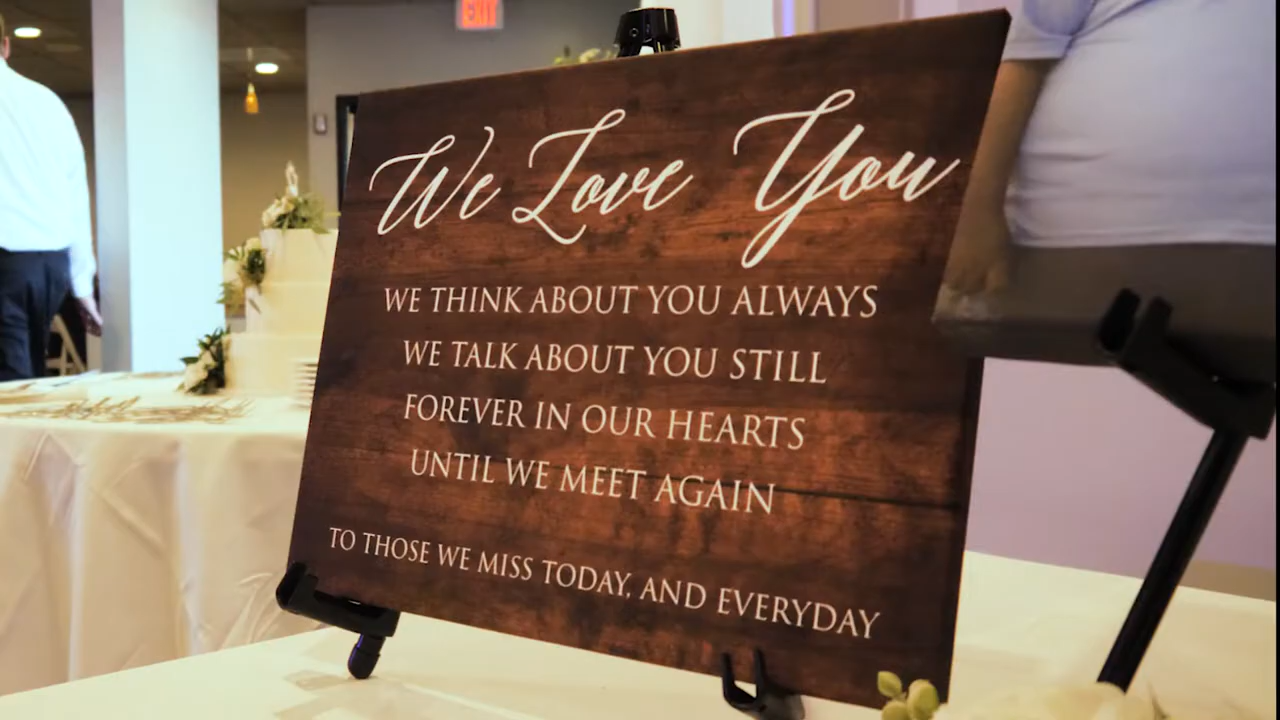 EXIT
We Love You
WE THINK ABOUT YOU ALWAYS
WE TALK ABOUT YOU STILL
FOREVER IN OUR HEARTS
UNTIL WE MEET AGAIN
TO THOSE WE MISS TODAY, AND EVERYDAY